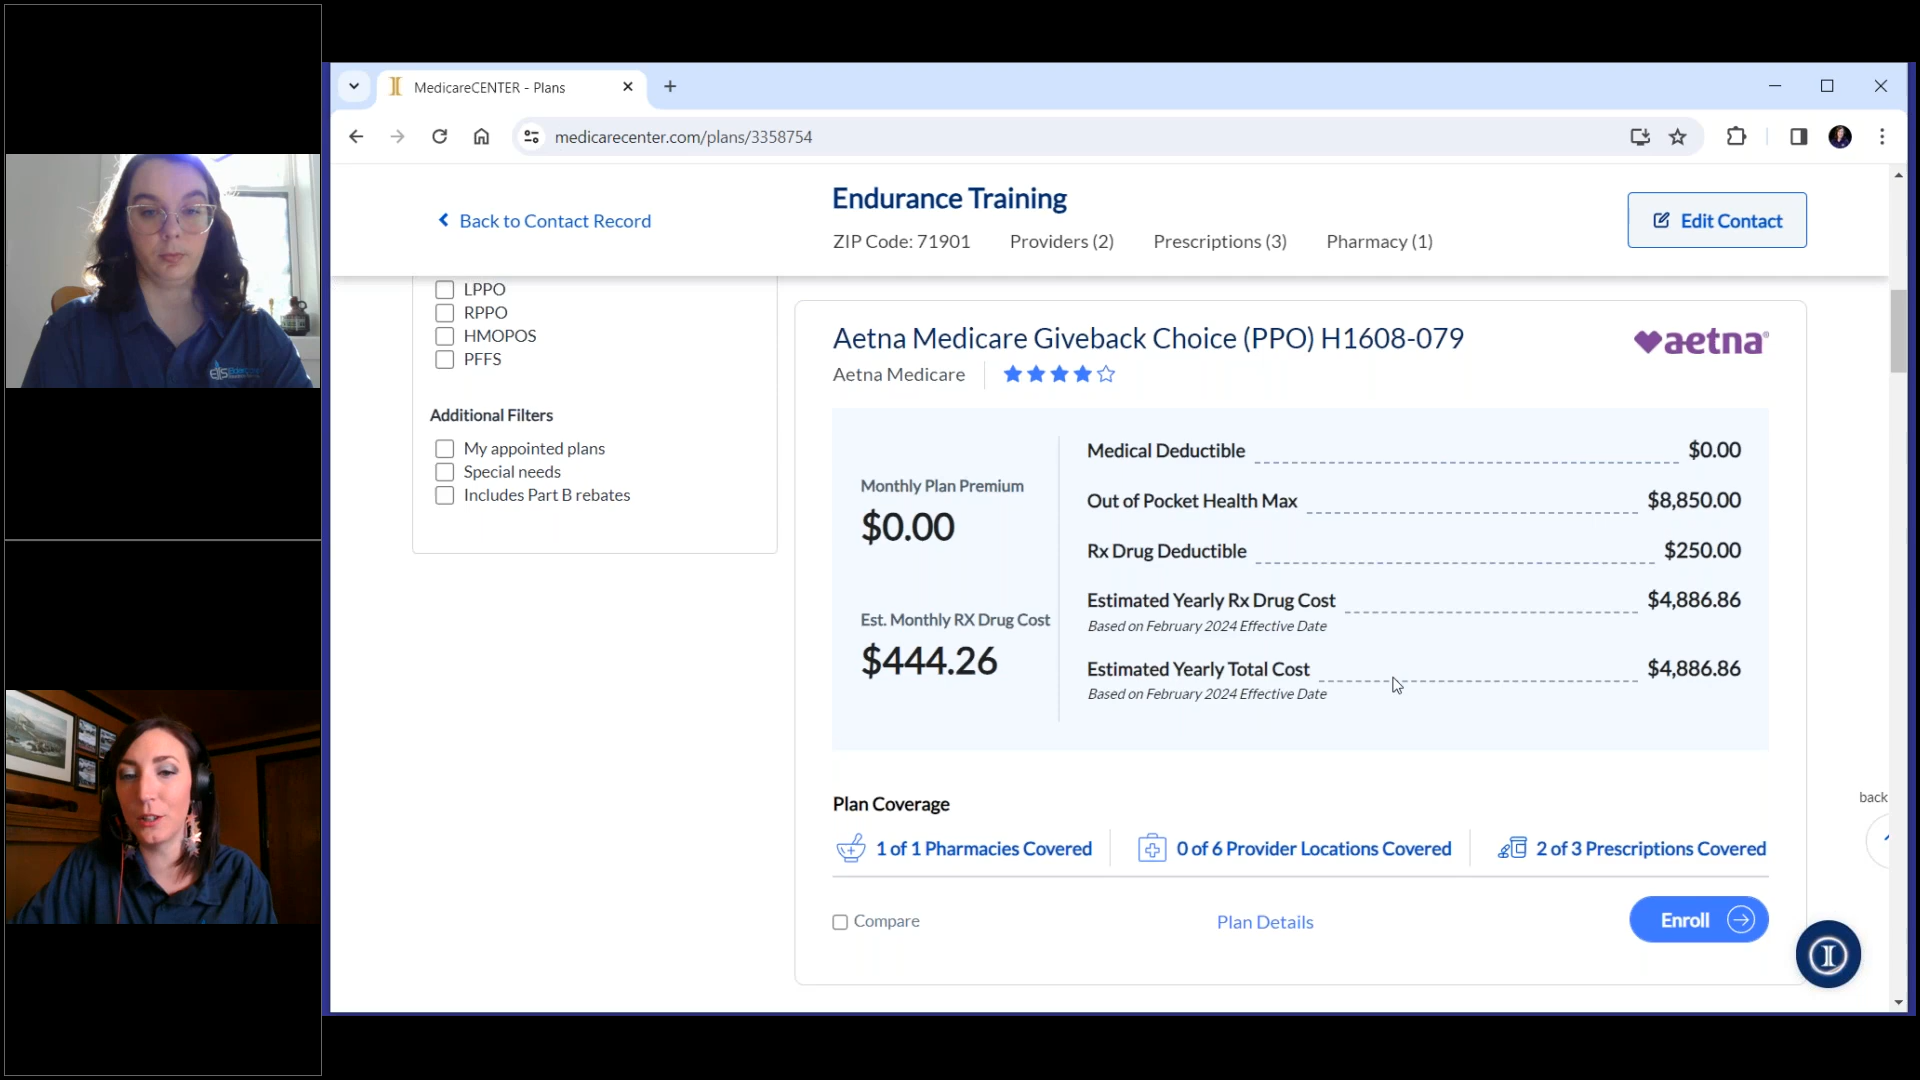 MedicareCENTER - Plans
medicarecenter.com/plans/3358754
Back to Contact Record
Endurance Training
ZIP Code: 71901 Providers (2) Prescriptions (3) Pharmacy (1)
Edit Contact
LPPO
RPPO
HMOPOS
PFFS
Additional Filters
My appointed plans
Special needs
Includes Part B rebates
Aetna Medicare Giveback Choice (PPO) H1608-079
aetna
Aetna Medicare
Monthly Plan Premium
$0.00
Est. Monthly RX Drug Cost
$444.26
Medical Deductible $0.00
Out of Pocket Health Max $8,850.00
Rx Drug Deductible $250.00
Estimated Yearly Rx Drug Cost $4,886.86
Based on February 2024 Effective Date
Estimated Yearly Total Cost $4,886.86
Based on February 2024 Effective Date
back
Plan Coverage
1 of 1 Pharmacies Covered
0 of 6 Provider Locations Covered
2 of 3 Prescriptions Covered
Compare
Plan Details
Enroll